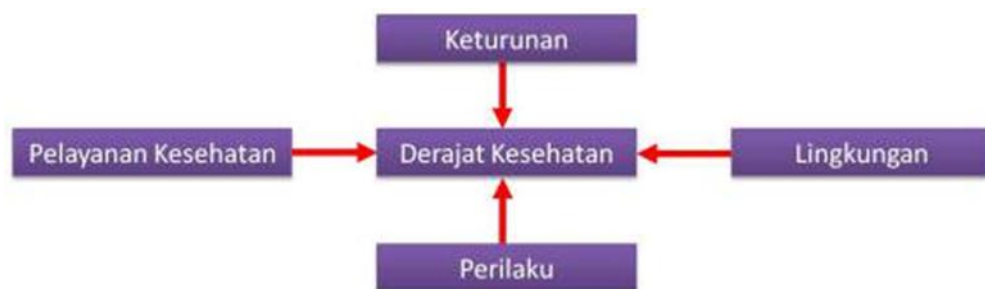 Keturunan
Pelayanan Kesehatan
Derajat Kesehatan
Lingkungan
Perilaku